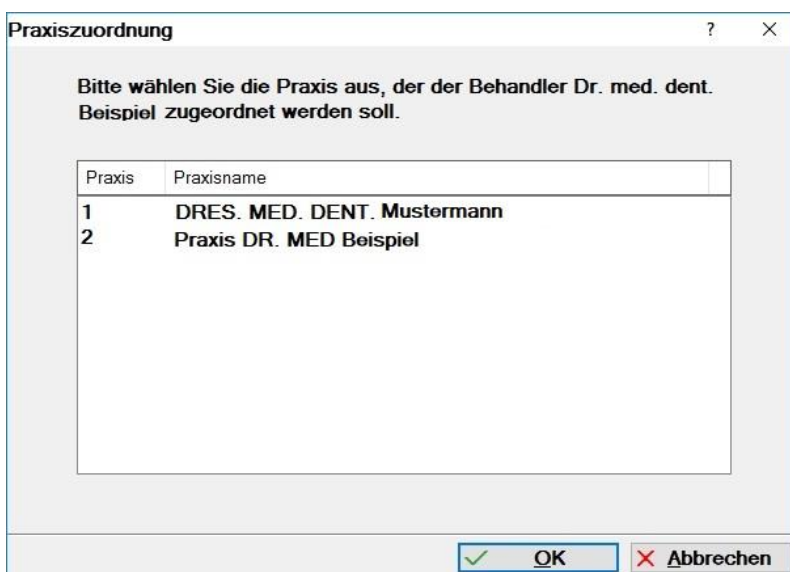 Praxiszuordnung ?
Bitte wählen Sie die Praxis aus, der der Behandler Dr. med. dent.
Beispiel zugeordnet werden soll.
Praxis Praxisname
1 DRES. MED. DENT. Mustermann
2 Praxis DR. MED Beispiel
OK Abbrechen